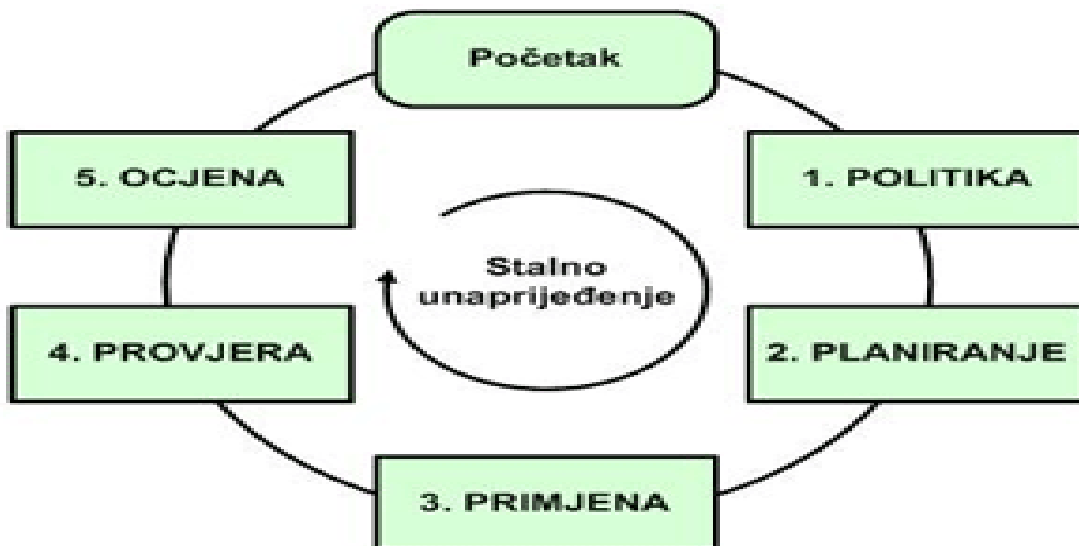 Početak
1. POLITIKA
2. PLANIRANJE
3. PRIMJENA
4. PROVJERA
5. OCJENA
Stalno
unaprijeđenje